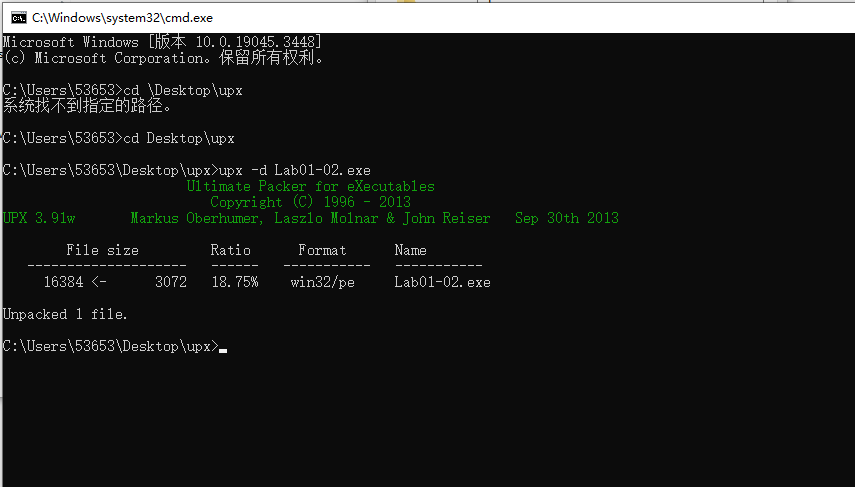 C:\Windows\system32\cmd.exe
Microsoft Windows [版本 10.0.19045.3448]
(c) Microsoft Corporation。保留所有权利。
C:\Users\53653>cd \Desktop\upx
系统找不到指定的路径。
C:\Users\53653>cd Desktop\upx
C:\Users\53653\Desktop\upx>upx -d Lab01-02.exe
Ultimate Packer for eXecutables
Copyright (C) 1996 - 2013
UPX 3.91w Markus Oberhumer, Laszlo Molnar & John Reiser Sep 30th 2013
File size Ratio Format Name
-------------------- ------ ----------- -----------
16384 <- 3072 18.75% win32/pe Lab01-02.exe
Unpacked 1 file.
C:\Users\53653\Desktop\upx>